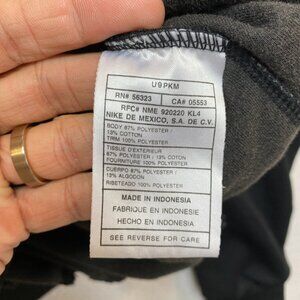 U9PKM
RN# 56323 CA# 05553
RFC# NME 920220 KL4
NIKE DE MEXICO, S.A. DE C.V.
BODY 87% POLYESTER /
13% COTTON
TRIM 100% POLYESTER
TISSUE D'EXTERIEUR
87% POLYESTER / 13% COTON
FOURNITURE 100% POLYESTER
CUERPO 87% POLIESTER /
13% ALGODON
RIBETEADO 100% POLIESTER
MADE IN INDONESIA
FABRIQUE EN INDONESIE
HECHO EN INDONESIA
SEE REVERSE FOR CARE